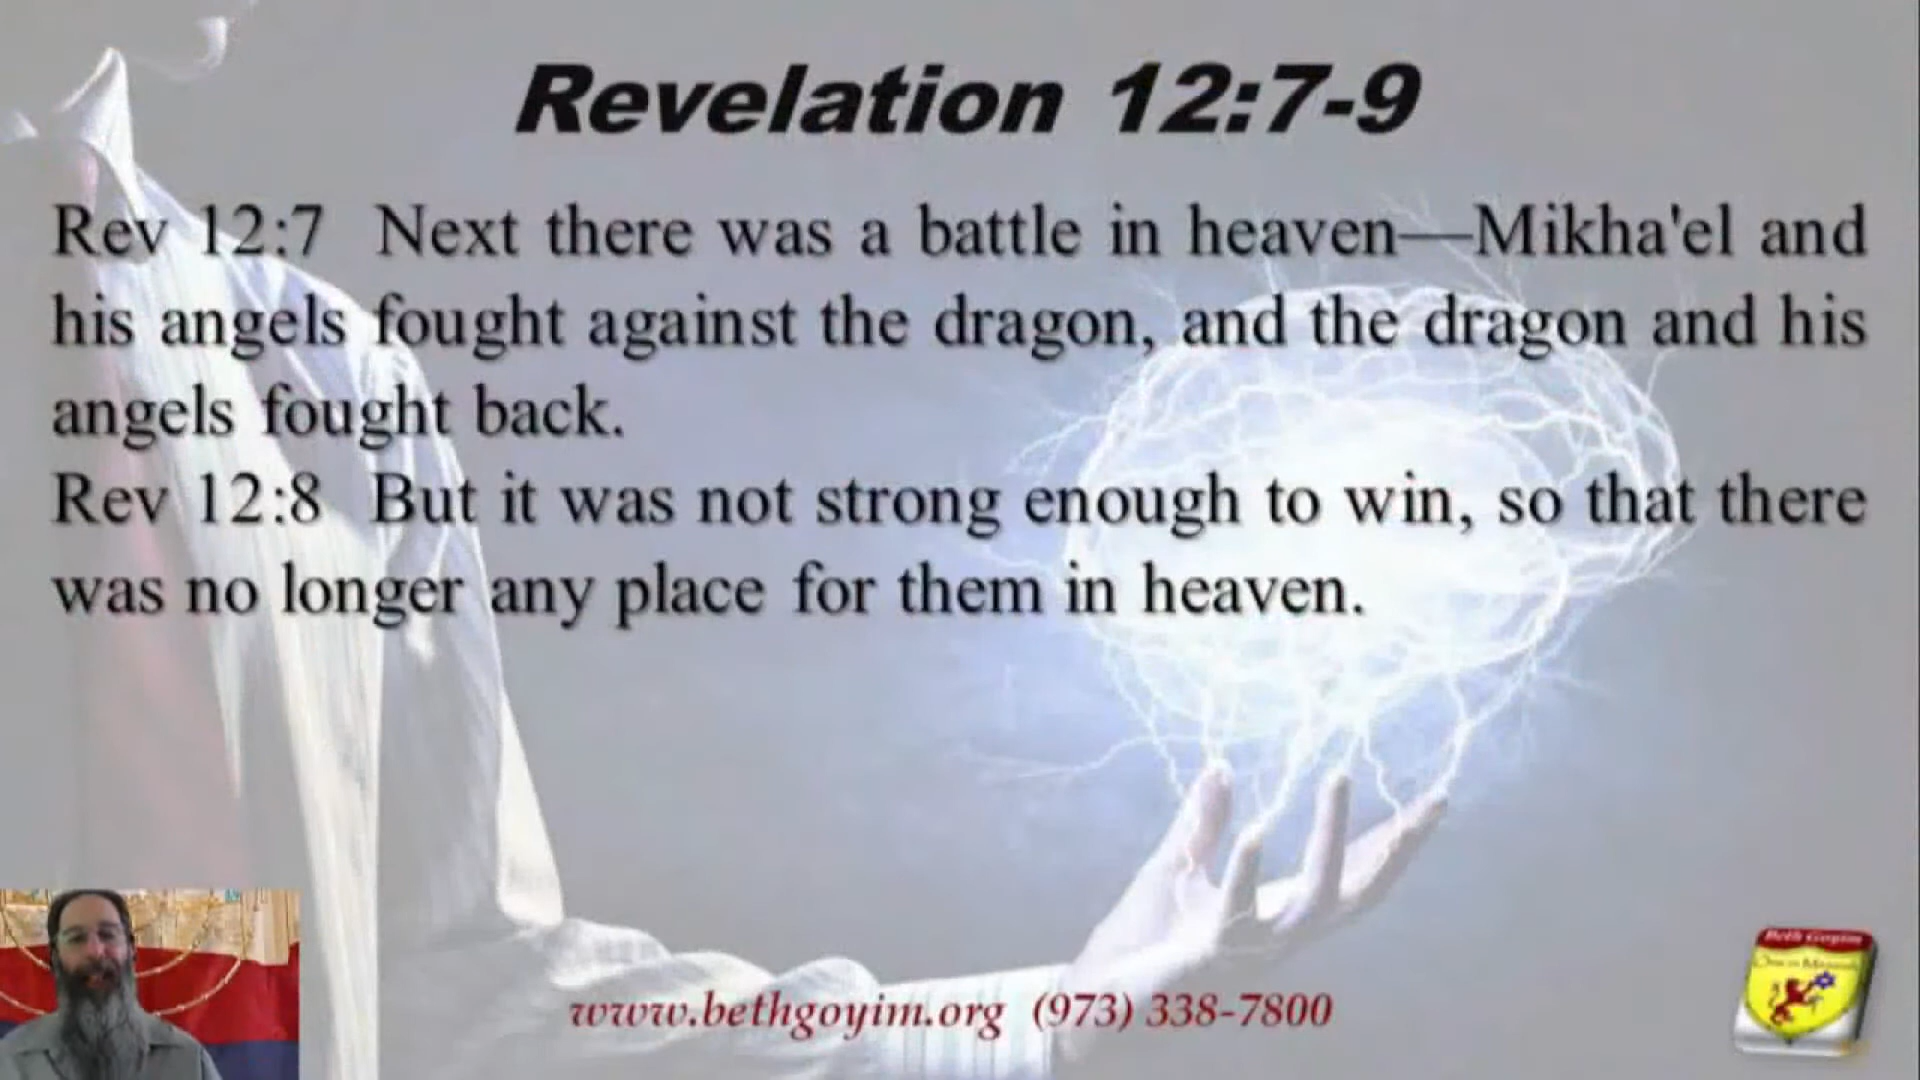 Revelation 12:7-9
Rev 12:7 Next there was a battle in heaven—Mikha'el and
his angels fought against the dragon, and the dragon and his
angels fought back.
Rev 12:8 But it was not strong enough to win, so that there
was no longer any place for them in heaven.
www.bethgoyim.org (973) 338-7800
Beth Goyim